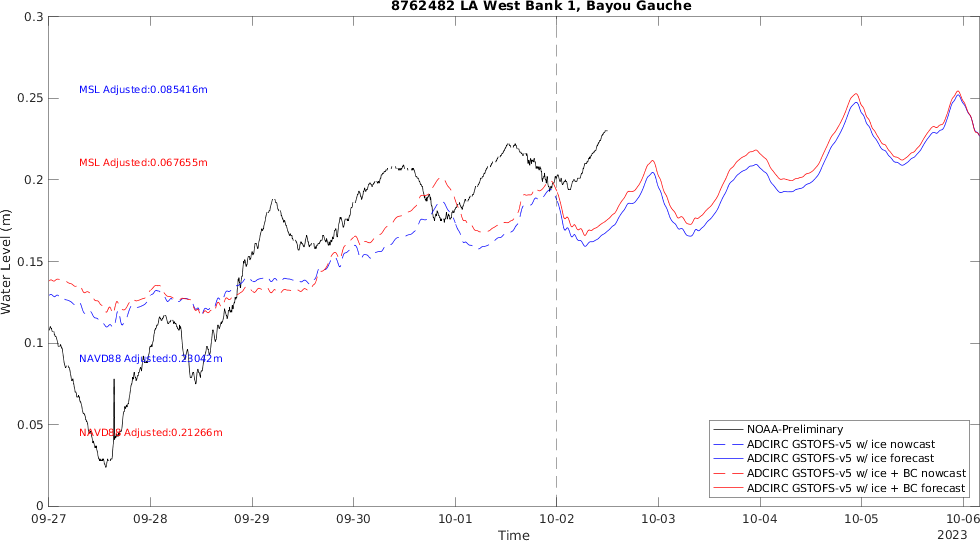 8762482 LA West Bank 1, Bayou Gauche
0.3
0.25
0.2
0.15
0.1
0.05
0
Water Level (m)
MSL Adjusted:0.085416m
MSL Adjusted:0.067655m
NAVD88 Adjusted:0.23042m
NAVD88 Adjusted:0.21266m
NOAA-Preliminary
ADCIRC GSTOFS-v5 w/ ice nowcast
ADCIRC GSTOFS-v5 w/ ice forecast
ADCIRC GSTOFS-v5 w/ ice + BC nowcast
ADCIRC GSTOFS-v5 w/ ice + BC forecast
09-27 09-28 09-29 09-30 10-01 10-02 10-03 10-04 10-05 10-06
2023
Time